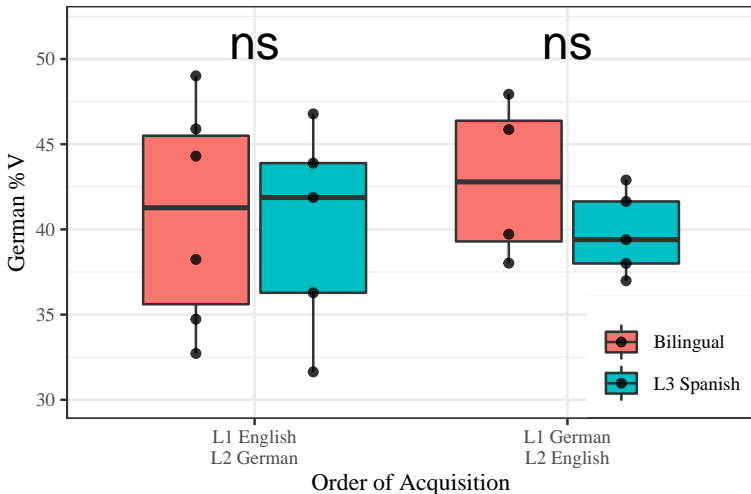 ns ns
50
45
40
35
30
German %V
L1 English
L2 German
L1 German
L2 English
Order of Acquisition
Bilingual
L3 Spanish